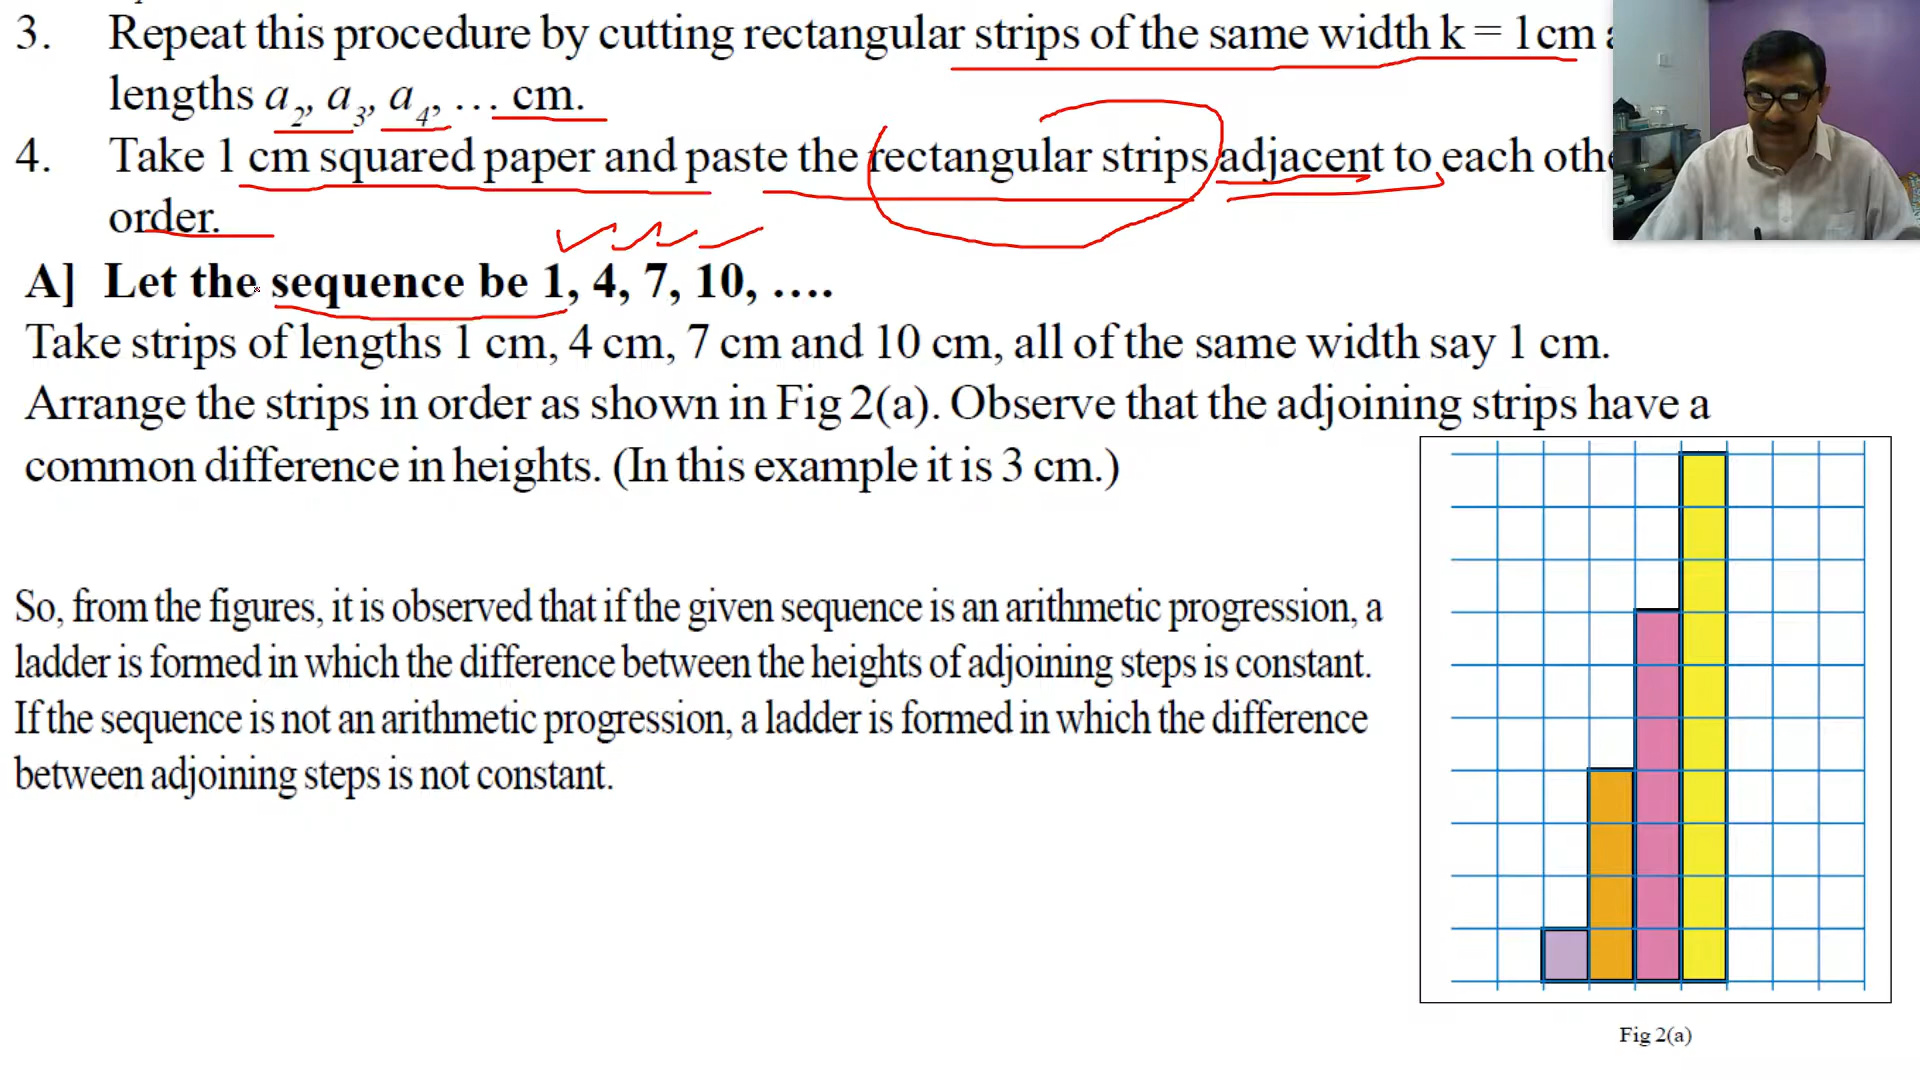 3. Repeat this procedure by cutting rectangular strips of the same width k = 1cm
lengths a2, a3, a4, … cm.
4. Take 1 cm squared paper and paste the rectangular strips adjacent to each
order.
A] Let the sequence be 1, 4, 7, 10, ….
Take strips of lengths 1 cm, 4 cm, 7 cm and 10 cm, all of the same width say 1 cm.
Arrange the strips in order as shown in Fig 2(a). Observe that the adjoining strips have a
common difference in heights. (In this example it is 3 cm.)
So, from the figures, it is observed that if the given sequence is an arithmetic progression, a
ladder is formed in which the difference between the heights of adjoining steps is constant.
If the sequence is not an arithmetic progression, a ladder is formed in which the difference
between adjoining steps is not constant.
Fig 2(a)